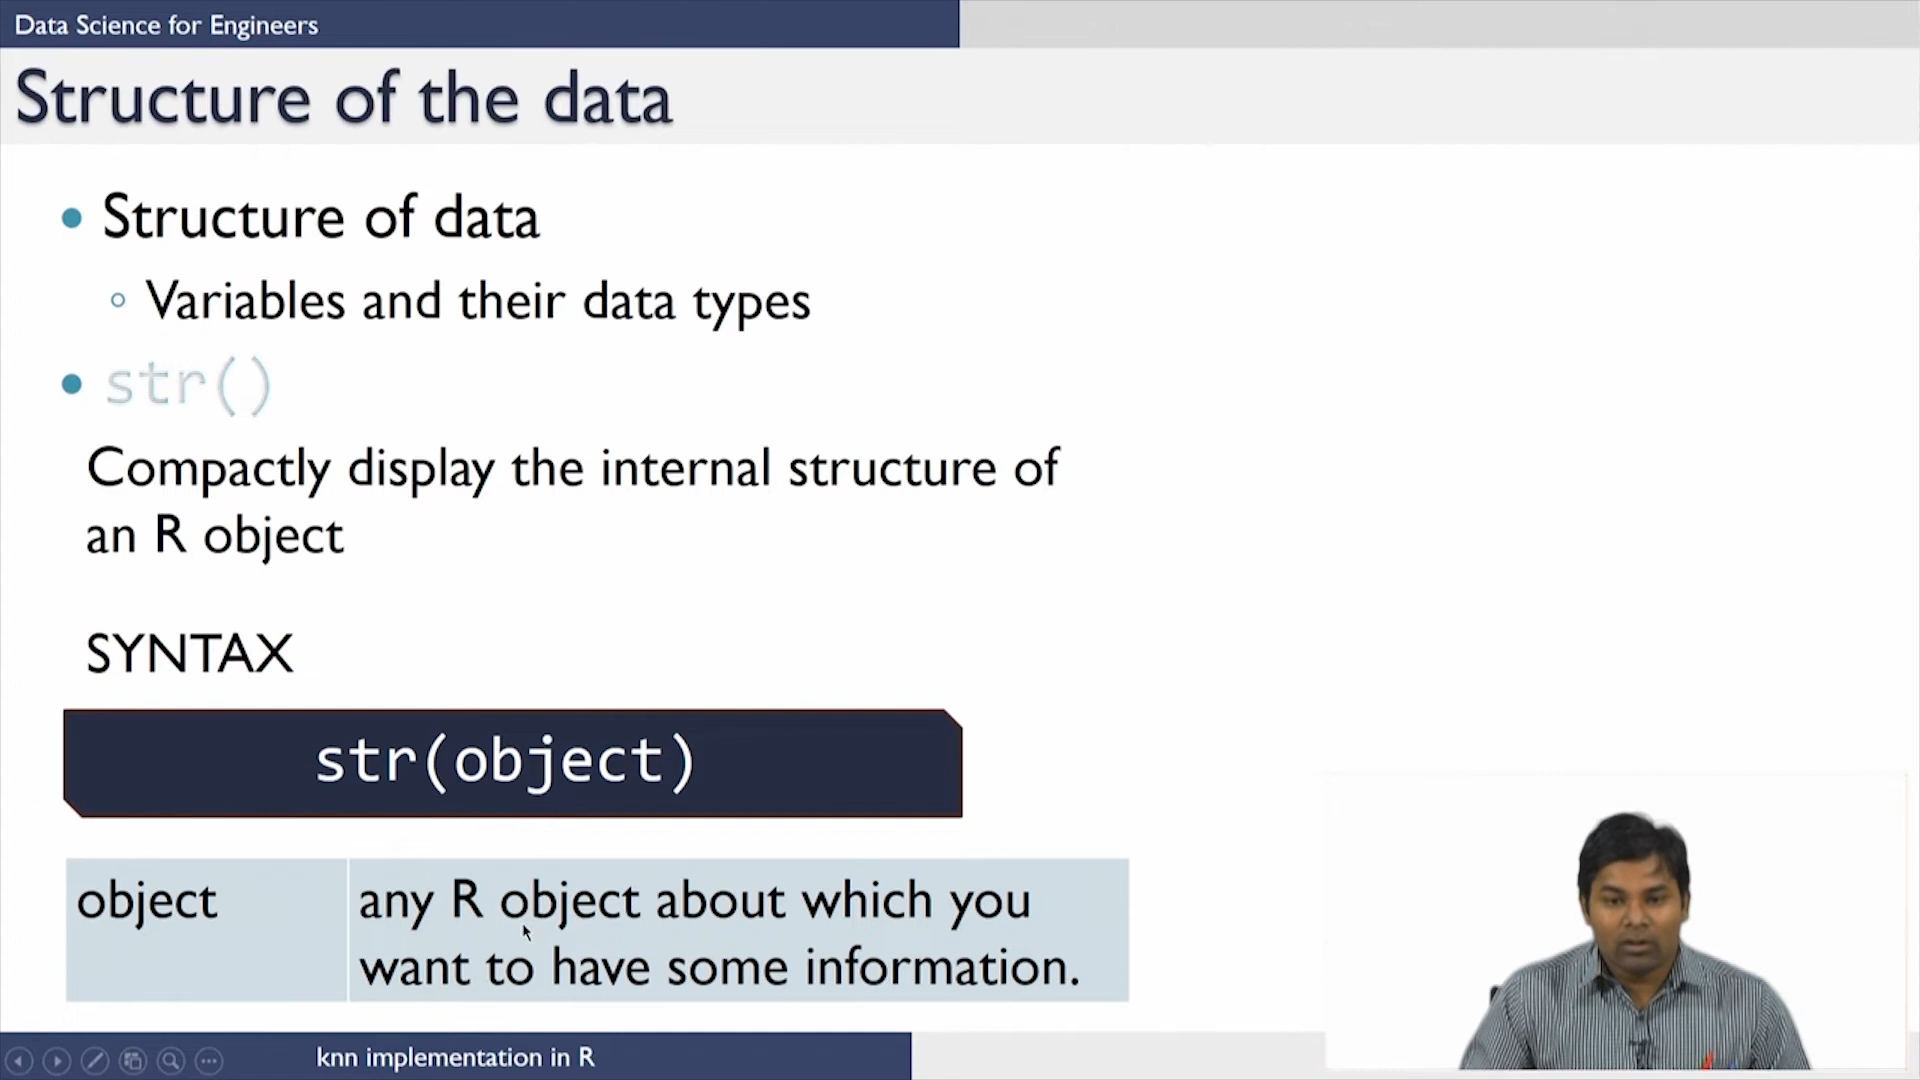 Data Science for Engineers
Structure of the data
• Structure of data
◦ Variables and their data types
• str()
Compactly display the internal structure of
an R object
SYNTAX
str(object)
object any R object about which you
want to have some information.
knn implementation in R